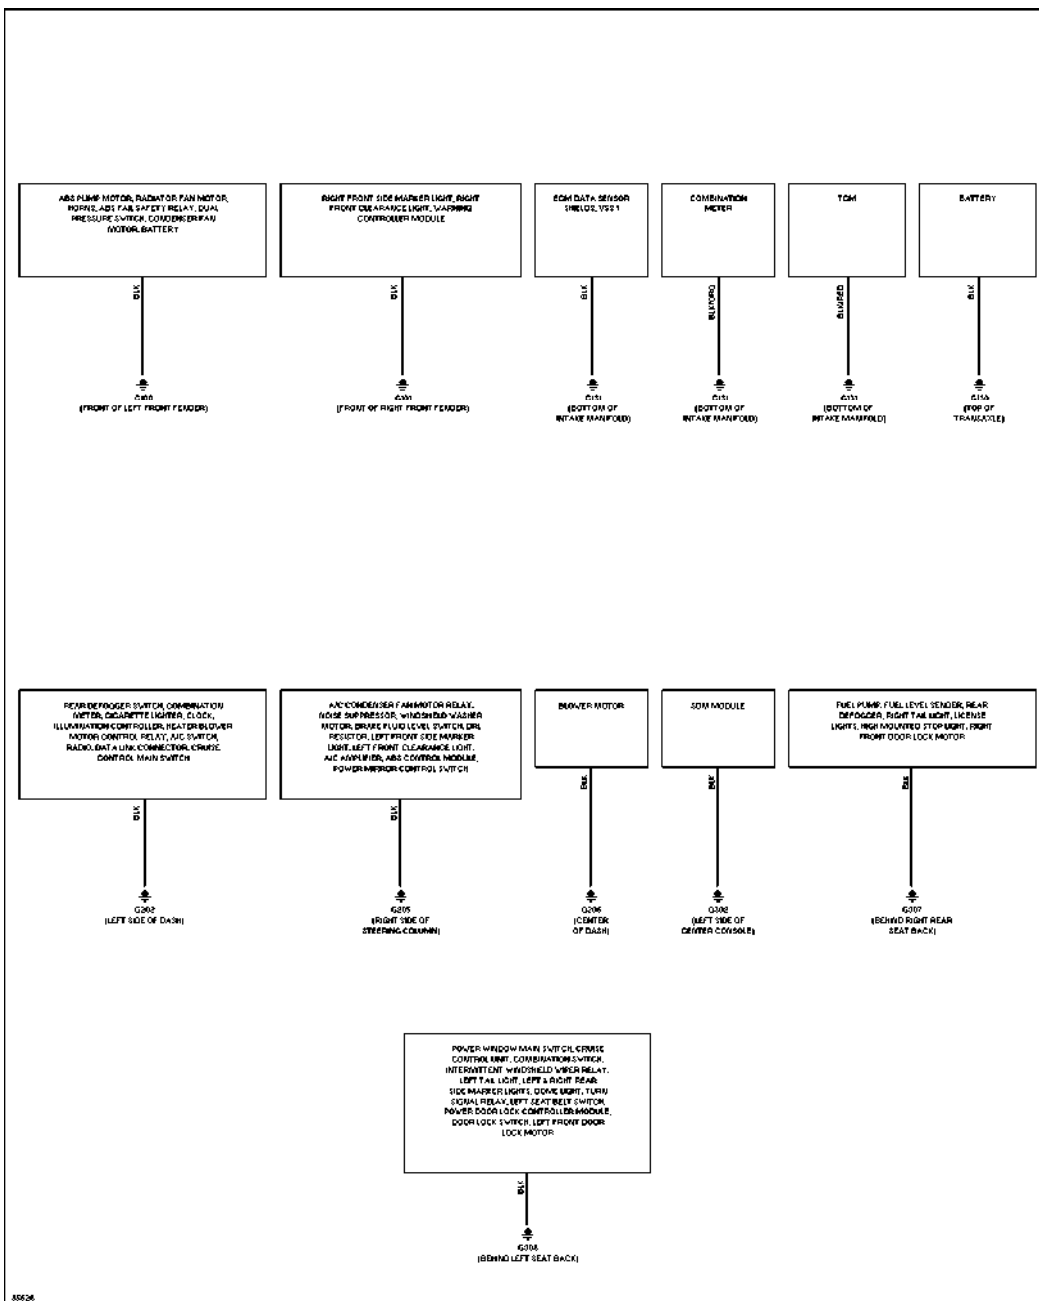 ABS PUMP MOTOR, RADIATOR FAN MOTOR,
HORNS, ABS FAIL SAFETY RELAY, DUAL
PRESSURE SWITCH, CONDENSER FAN
MOTOR, BATTERY
BLK
G100
(FRONT OF LEFT FRONT FENDER)
RIGHT FRONT SIDE MARKER LIGHT, RIGHT
FRONT CLEARANCE LIGHT, WARNING
CONTROLLER MODULE
BLK
(FRONT OF RIGHT FRONT FENDER)
ECM DATA SENSOR
SHIELDS, VSS 1
BLK
G131
(BOTTOM OF
INTAKE MANIFOLD)
COMBINATION
METER
BLK/ORG
G131
(BOTTOM OF
INTAKE MANIFOLD)
TCM
BLK/RED
G131
(BOTTOM OF
INTAKE MANIFOLD)
BATTERY
BLK
(TOP OF
TRANSAXLE)
REAR DEFOGGER SWITCH, COMBINATION
METER, CIGARETTE LIGHTER, CLOCK,
ILLUMINATION CONTROLLER, HEATER BLOWER
MOTOR CONTROL RELAY, A/C SWITCH,
RADIO, DATA LINK CONNECTOR, CRUISE
CONTROL MAIN SWITCH
BLK
G202
(LEFT SIDE OF DASH)
A/C CONDENSER FAN MOTOR RELAY,
NOISE SUPPRESSOR, WINDSHIELD WASHER
MOTOR, BRAKE FLUID LEVEL SWITCH, DRL
RESISTOR, LEFT FRONT SIDE MARKER
LIGHT, LEFT FRONT CLEARANCE LIGHT,
A/C AMPLIFIER, ABS CONTROL MODULE,
POWER MIRROR CONTROL SWITCH
BLK
G205
(RIGHT SIDE OF
STEERING COLUMN)
BLOWER MOTOR
BLK
G206
(CENTER
OF DASH)
SDM MODULE
BLK
G302
(LEFT SIDE OF
CENTER CONSOLE)
FUEL PUMP, FUEL LEVEL SENDER, REAR
DEFOGGER, RIGHT TAIL LIGHT, LICENSE
LIGHTS, HIGH MOUNTED STOP LIGHT, RIGHT
FRONT DOOR LOCK MOTOR
BLK
G307
(BEHIND RIGHT REAR
SEAT BACK)
POWER WINDOW MAIN SWITCH, CRUISE
CONTROL UNIT, COMBINATION SWITCH,
INTERMITTENT WINDSHIELD WIPER RELAY,
LEFT TAIL LIGHT, LEFT & RIGHT REAR
SIDE MARKER LIGHTS, DOME LIGHT, TURN
SIGNAL RELAY, LEFT SEAT BELT SWITCH,
POWER DOOR LOCK CONTROLLER MODULE,
DOOR LOCK SWITCH, LEFT FRONT DOOR
LOCK MOTOR
BLK
G308
(BEHIND LEFT SEAT BACK)